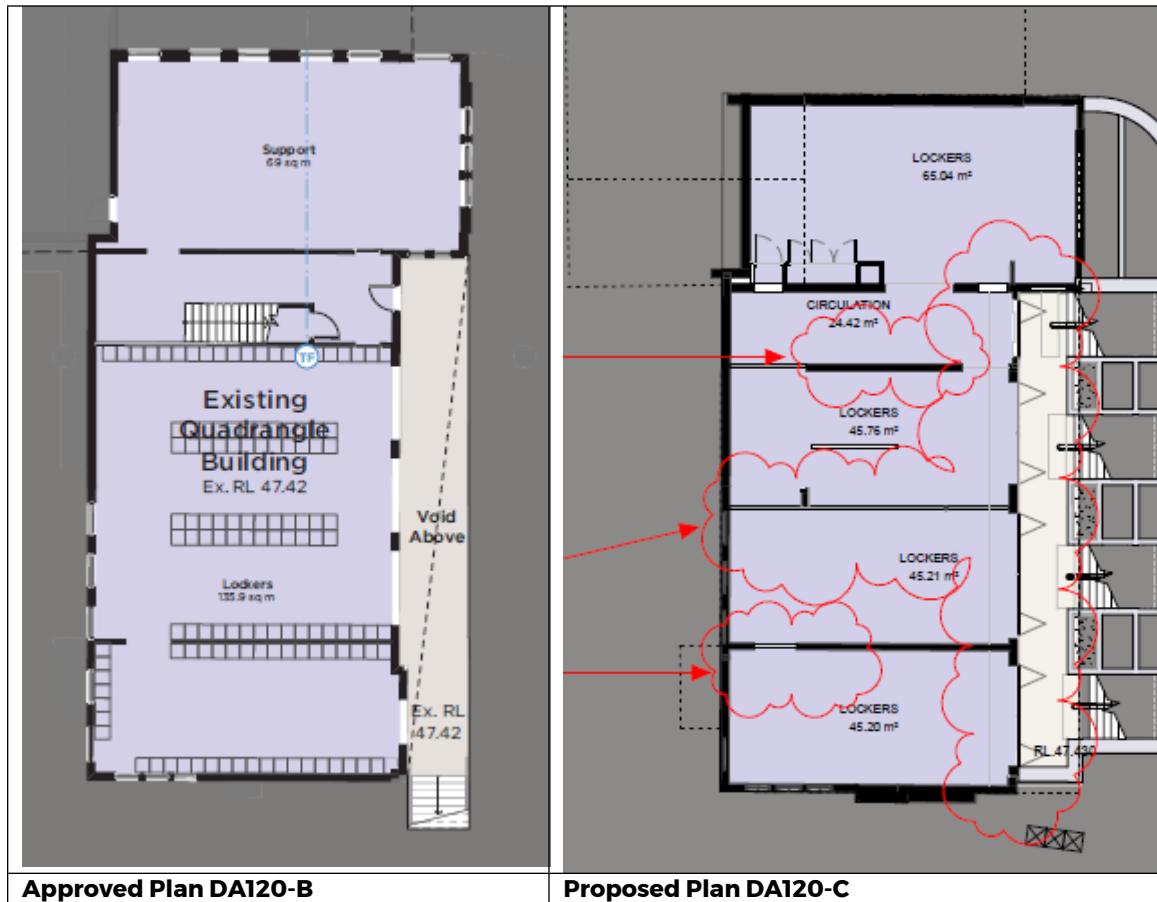 Support
69 sq m
TF
Existing
Quadrangle
Building
Ex. RL 47.42
Void
Above
Lockers
135.9 sq m
Ex. RL
47.42
Approved Plan DA120-B
LOCKERS
65.04 m²
CIRCULATION
24.42 m²
LOCKERS
45.76 m²
LOCKERS
45.21 m²
LOCKERS
45.20 m²
RL 47.430
Proposed Plan DA120-C